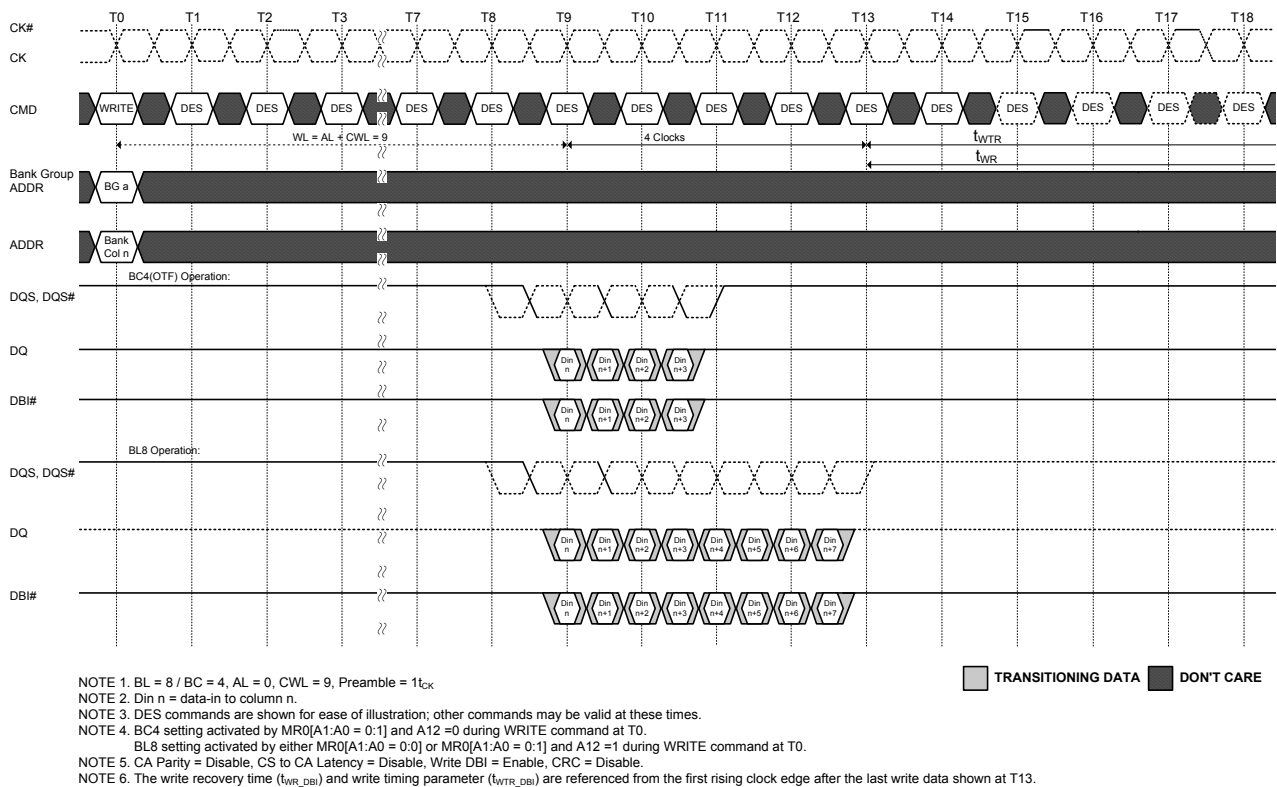 T0 T1 T2 T3 T7 T8 T9 T10 T11 T12 T13 T14 T15 T16 T17 T18
CK#
CK
CMD WRITE DES DES DES DES DES DES DES DES DES DES DES DES DES DES DES
WL = AL + CWL = 9 4 Clocks tWTR
tWR
Bank Group
ADDR BG a
ADDR Bank
Col n
BC4(OTF) Operation:
DQS, DQS#
DQ Din n Din n+1 Din n+2 Din n+3
DBI# Din n Din n+1 Din n+2 Din n+3
BL8 Operation:
DQS, DQS#
DQ Din n Din n+1 Din n+2 Din n+3 Din n+4 Din n+5 Din n+6 Din n+7
DBI# Din n Din n+1 Din n+2 Din n+3 Din n+4 Din n+5 Din n+6 Din n+7
TRANSITIONING DATA DON'T CARE
NOTE 1. BL = 8 / BC = 4, AL = 0, CWL = 9, Preamble = 1tCK
NOTE 2. Din n = data-in to column n.
NOTE 3. DES commands are shown for ease of illustration; other commands may be valid at these times.
NOTE 4. BC4 setting activated by MR0[A1:A0 = 0:1] and A12 =0 during WRITE command at T0.
BL8 setting activated by either MR0[A1:A0 = 0:0] or MR0[A1:A0 = 0:1] and A12 =1 during WRITE command at T0.
NOTE 5. CA Parity = Disable, CS to CA Latency = Disable, Write DBI = Enable, CRC = Disable.
NOTE 6. The write recovery time (tWR_DBI) and write timing parameter (tWTR_DBI) are referenced from the first rising clock edge after the last write data shown at T13.